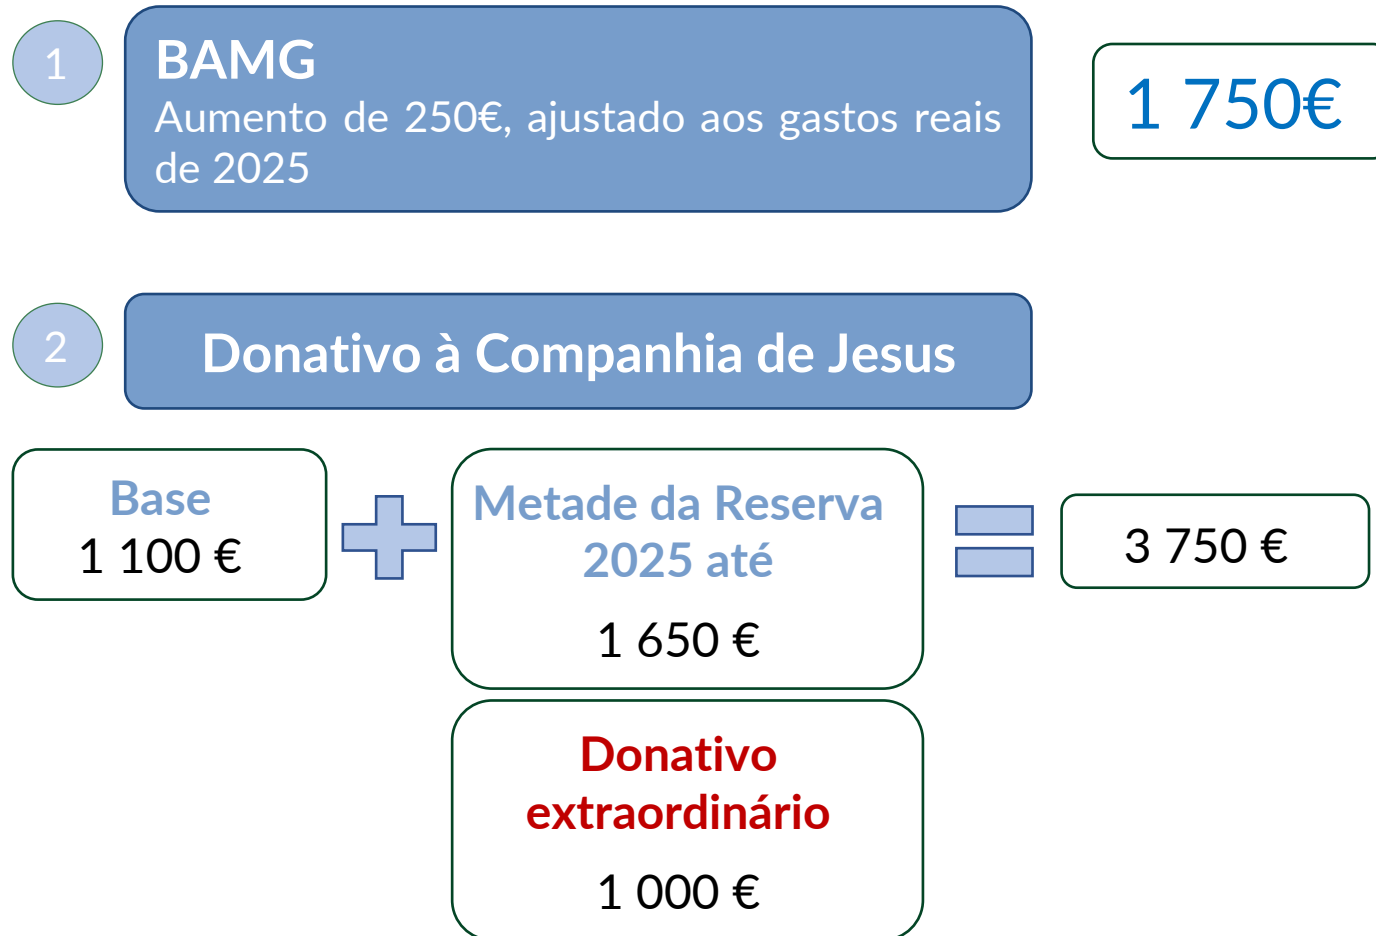 1
BAMG
Aumento de 250€, ajustado aos gastos reais
de 2025
1 750€
2
Donativo à Companhia de Jesus
Base
1 100 €
Metade da Reserva
2025 até
1 650 €
3 750 €
Donativo
extraordinário
1 000 €